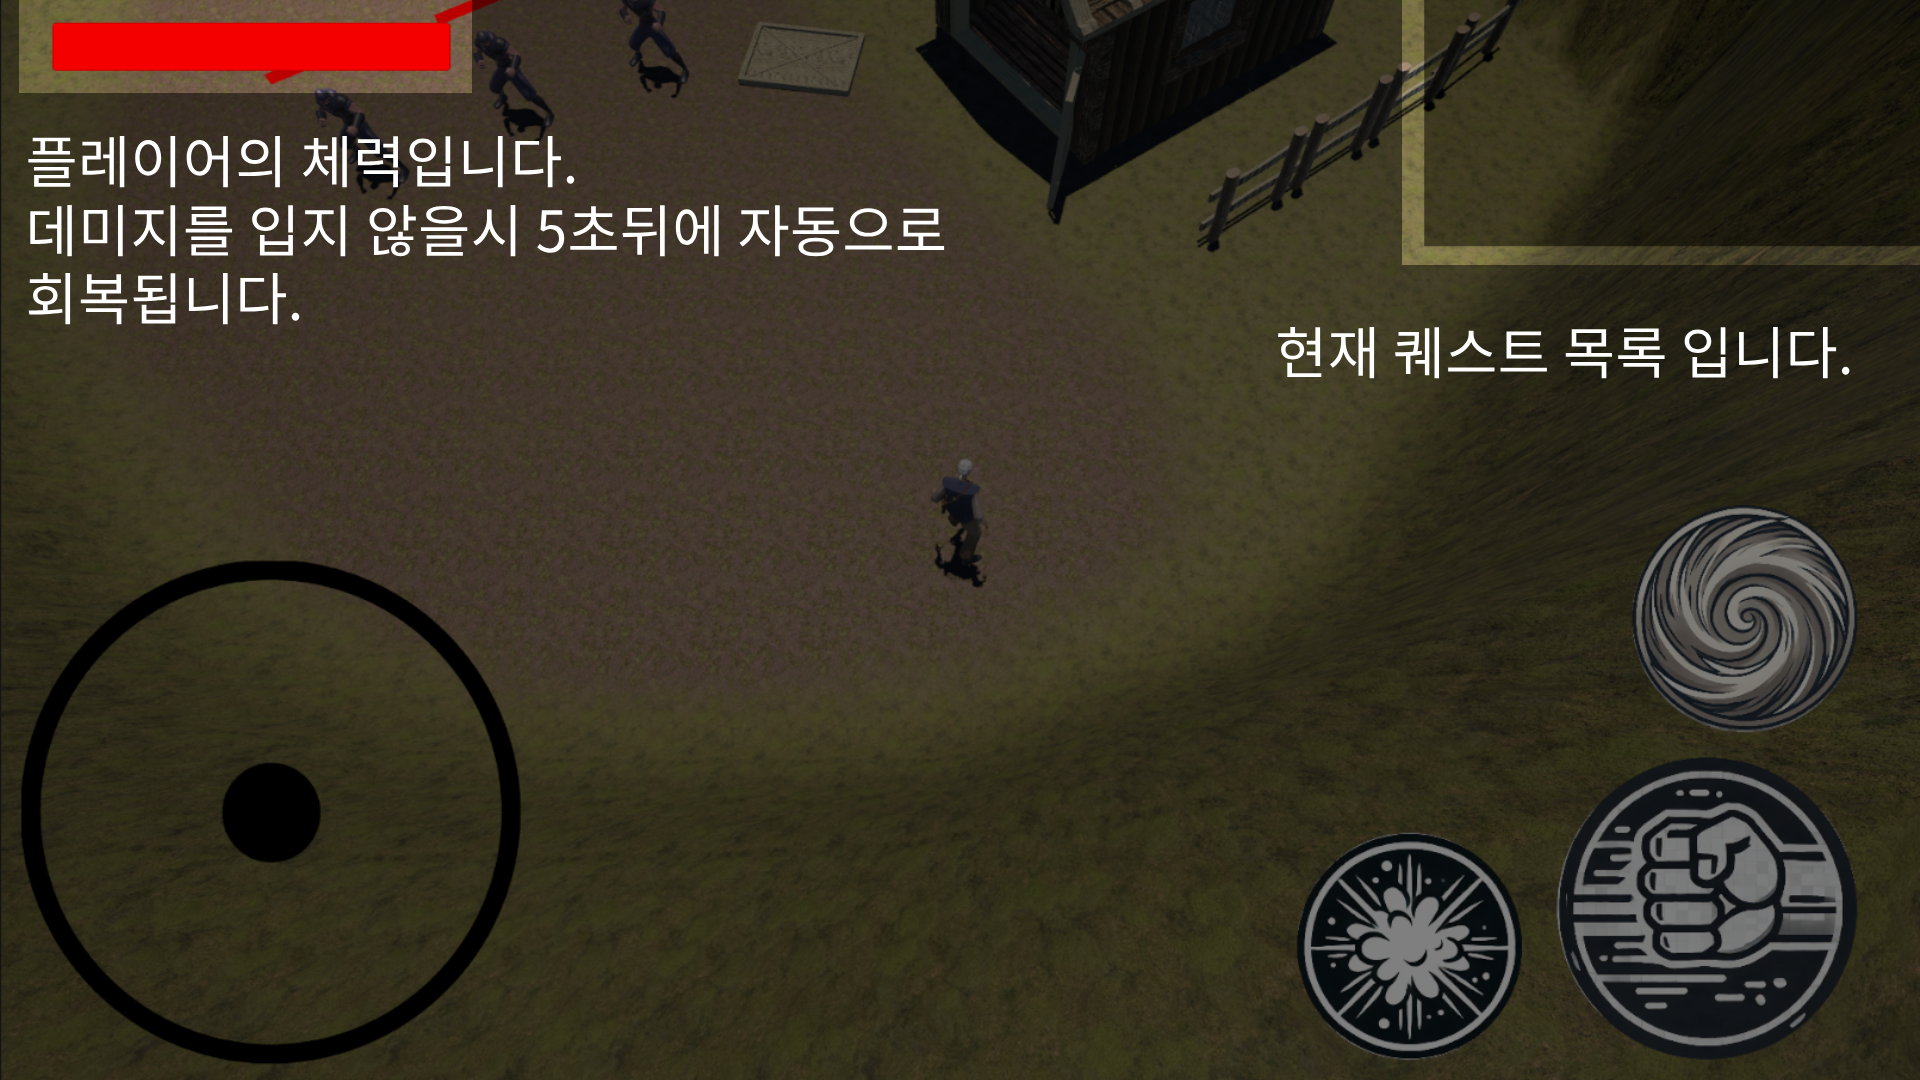 플레이어의 체력입니다.
데미지를 입지 않을시 5초뒤에 자동으로
회복됩니다.
현재 퀘스트 목록 입니다.